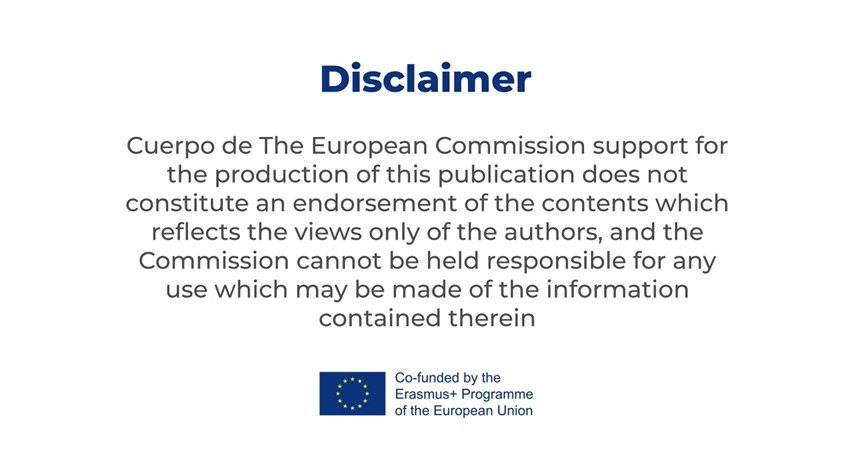 Disclaimer
Cuerpo de The European Commission support for
the production of this publication does not
constitute an endorsement of the contents which
reflects the views only of the authors, and the
Commission cannot be held responsible for any
use which may be made of the information
contained therein
Co-funded by the
Erasmus+ Programme
of the European Union